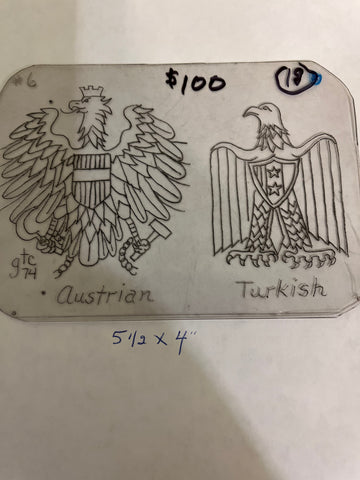 #6
$100
18
gtc
74
Austrian
Turkish
5 1/2 x 4"